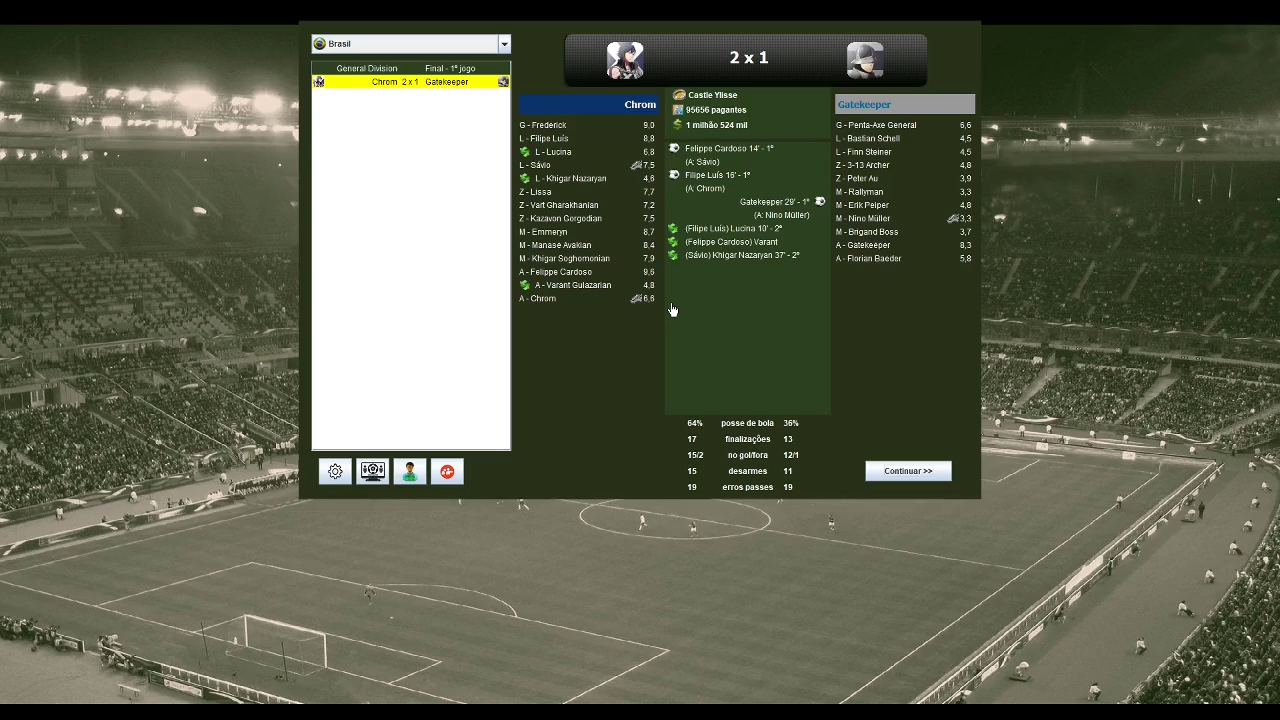 Brasil
General Division Final - 1º jogo
Chrom 2 x 1 Gatekeeper
2 x 1
Chrom
G - Frederick 9,0
L - Filipe Luís 8,8
L - Lucina 6,8
L - Sávio 7,5
L - Khigar Nazaryan 4,6
Z - Lissa 7,7
Z - Vart Gharakhanian 7,2
Z - Kazavon Gorgodian 7,5
M - Emmeryn 8,7
M - Manase Avakian 8,4
M - Khigar Soghomonian 7,9
A - Felippe Cardoso 9,6
A - Varant Gulazarian 4,8
A - Chrom 6,6
Castle Ylisse
95656 pagantes
1 milhão 524 mil
Felippe Cardoso 14' - 1º
(A: Sávio)
Filipe Luís 16' - 1º
(A: Chrom)
Gatekeeper 29' - 1º
(A: Nino Müller)
(Filipe Luís) Lucina 10' - 2º
(Felippe Cardoso) Varant
(Sávio) Khigar Nazaryan 37' - 2º
64% posse de bola 36%
17 finalizações 13
15/2 no gol/fora 12/1
15 desarmes 11
19 erros passes 19
Gatekeeper
G - Penta-Axe General 6,6
L - Bastian Schell 4,5
L - Finn Steiner 4,5
Z - 3-13 Archer 4,8
Z - Peter Au 3,9
M - Rallyman 3,3
M - Erik Peiper 4,8
M - Nino Müller 3,3
M - Brigand Boss 3,7
A - Gatekeeper 8,3
A - Florian Baeder 5,8
Continuar >>